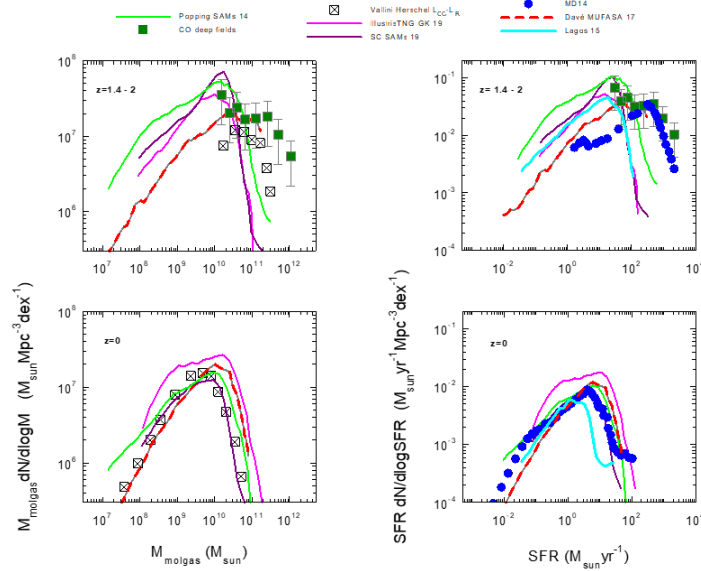 Popping SAMs 14
CO deep fields
Vallini Herschel L_CO-L_R
IllusirisTNG GK 19
SC SAMs 19
MD14
Davé MUFASA 17
Lagos 15
z=1.4 - 2
10^8
10^7
10^6
10^7 10^8 10^9 10^10 10^11 10^12
z = 1.4 - 2
10^-1
10^-2
10^-3
10^-4
10^-2 10^0 10^2 10^4
z=0
10^8
10^7
10^6
10^7 10^8 10^9 10^10 10^11 10^12
M_molgas (M_sun)
M_molgas dN/dlogM (M_sun Mpc^-3 dex^-1)
z=0
10^-1
10^-2
10^-3
10^-4
10^-2 10^0 10^2 10^4
SFR (M_sun yr^-1)
SFR dN/dlogSFR (M_sun yr^-1 Mpc^-3 dex^-1)